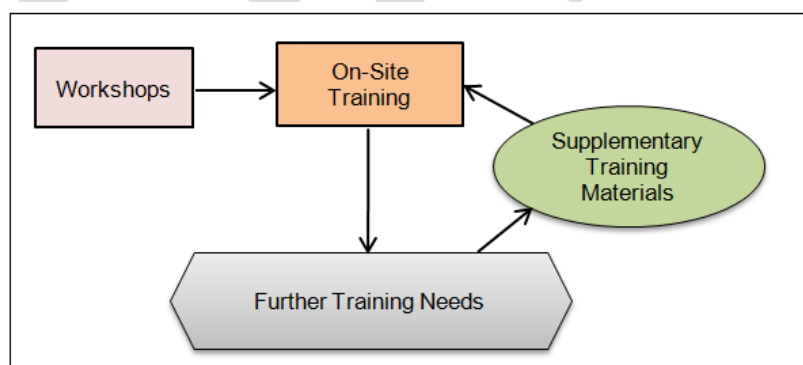 Workshops
On-Site
Training
Supplementary
Training
Materials
Further Training Needs